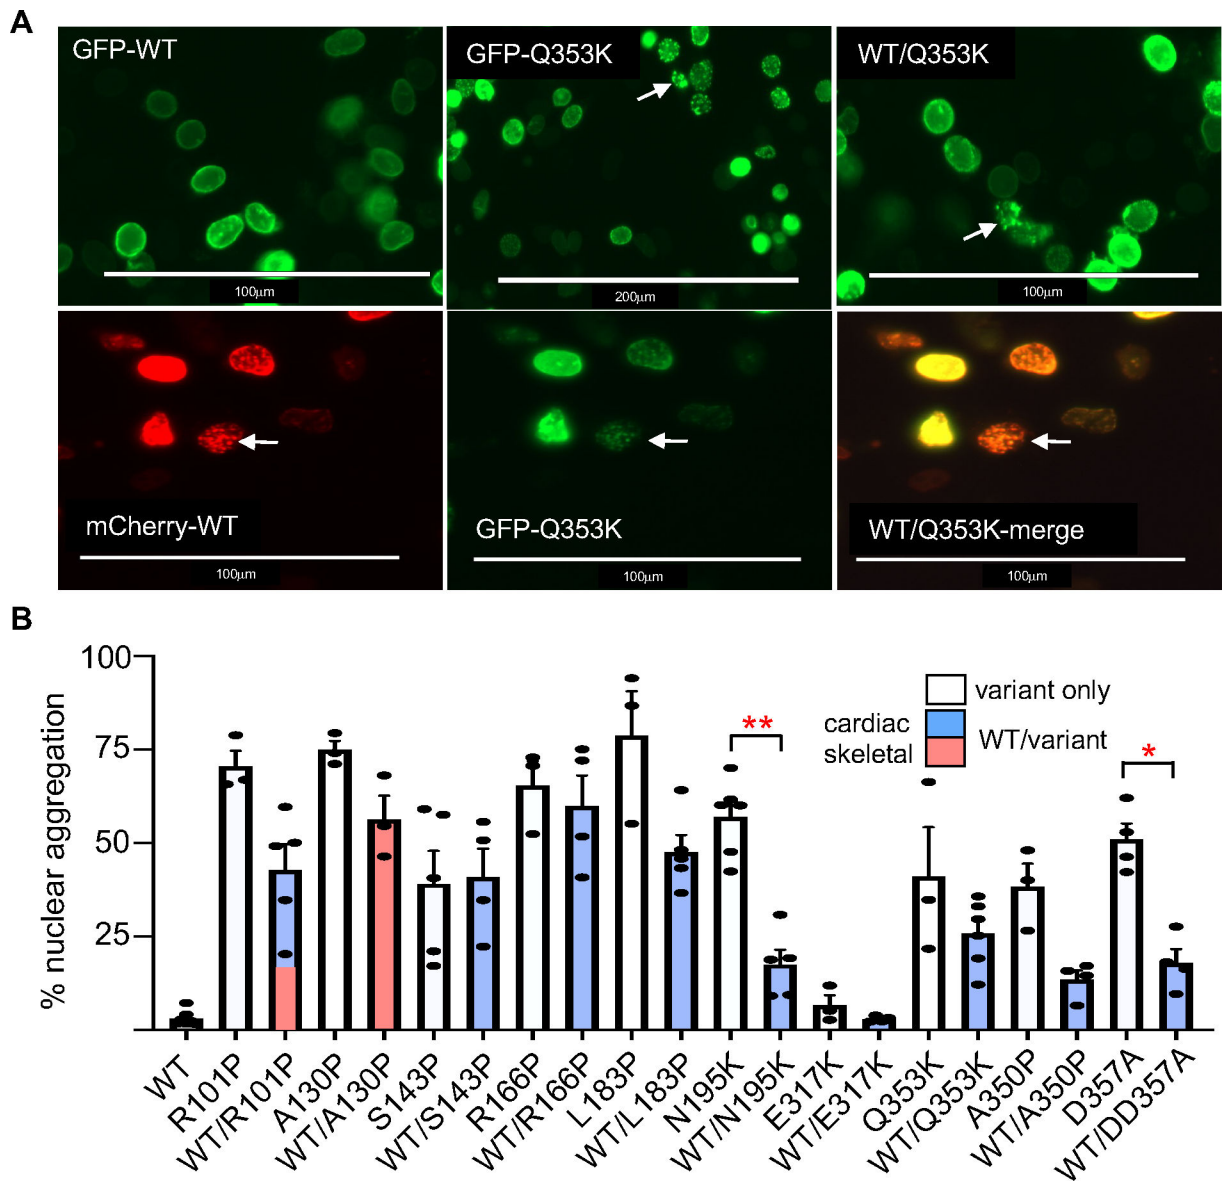 A
GFP-WT
GFP-Q353K
WT/Q353K
100µm
200µm
100µm
mCherry-WT
GFP-Q353K
WT/Q353K-merge
100µm
100µm
100µm
B
% nuclear aggregation
100
75
50
25
variant only
cardiac
skeletal
WT/variant
**
*
WT
R101P
WT/R101P
A130P
WT/A130P
S143P
WT/S143P
R166P
WT/R166P
L183P
WT/L183P
N195K
WT/N195K
E317K
WT/E317K
Q353K
WT/Q353K
A350P
WT/A350P
D357A
WT/DD357A